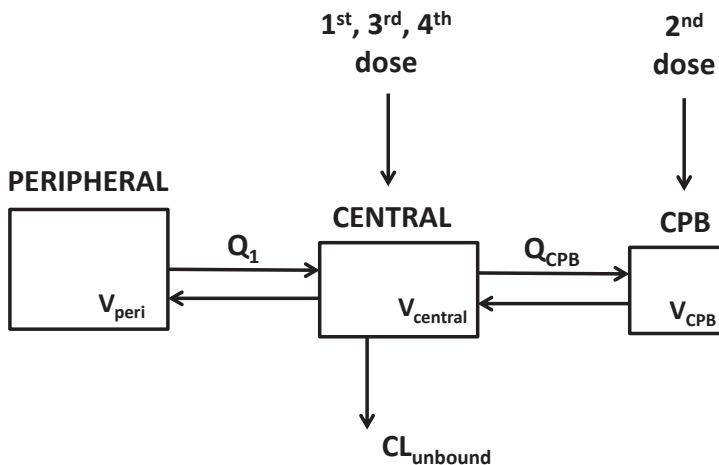 1st, 3rd, 4th
dose
2nd
dose
PERIPHERAL
CENTRAL
CPB
Q1
QCPB
Vperi
Vcentral
VCPB
CLunbound